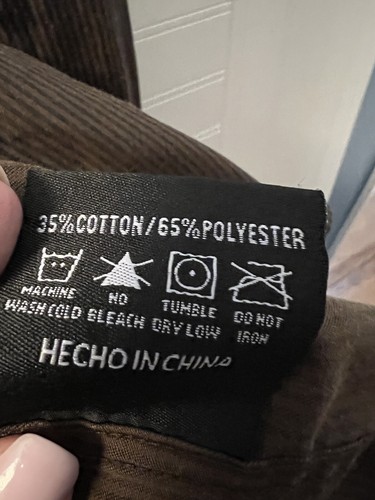 35%COTTON/65%POLYESTER
MACHINE WASH COLD
NO BLEACH
TUMBLE DRY LOW
DO NOT IRON
HECHO IN CHINA